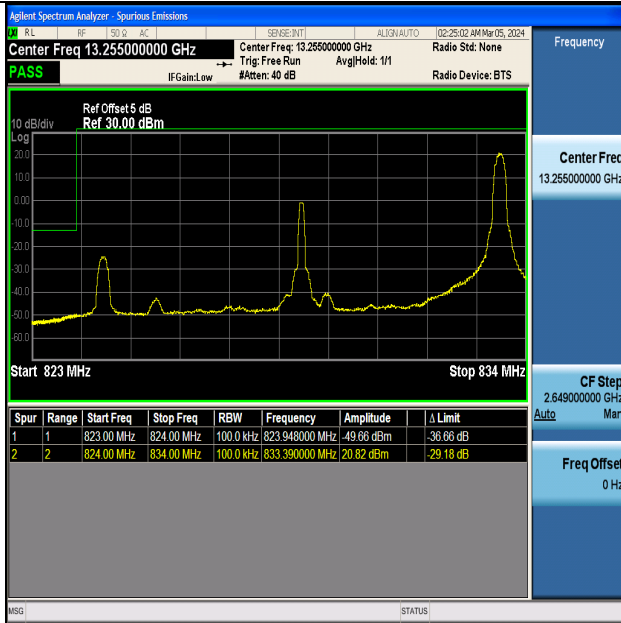 Agilent Spectrum Analyzer - Spurious Emissions
RL RF 50 Ω AC SENSE:INT ALIGN AUTO 02:25:02 AM Mar 05, 2024
Center Freq 13.255000000 GHz
Center Freq: 13.255000000 GHz
Radio Std: None
Trig: Free Run Avg|Hold: 1/1
PASS
IFGain:Low
#Atten: 40 dB
Radio Device: BTS
Ref Offset 5 dB
10 dB/div Ref 30.00 dBm
Log
20.0
10.0
0.00
-10.0
-20.0
-30.0
-40.0
-50.0
-60.0
Start 823 MHz Stop 834 MHz
Spur Range Start Freq Stop Freq RBW Frequency Amplitude Δ Limit
1 1 823.00 MHz 824.00 MHz 100.0 kHz 823.948000 MHz -49.66 dBm -36.66 dB
2 2 824.00 MHz 834.00 MHz 100.0 kHz 833.390000 MHz 20.82 dBm -29.18 dB
MSG STATUS
Frequency
Center Freq
13.255000000 GHz
CF Step
2.649000000 GHz
Auto Man
Freq Offset
0 Hz